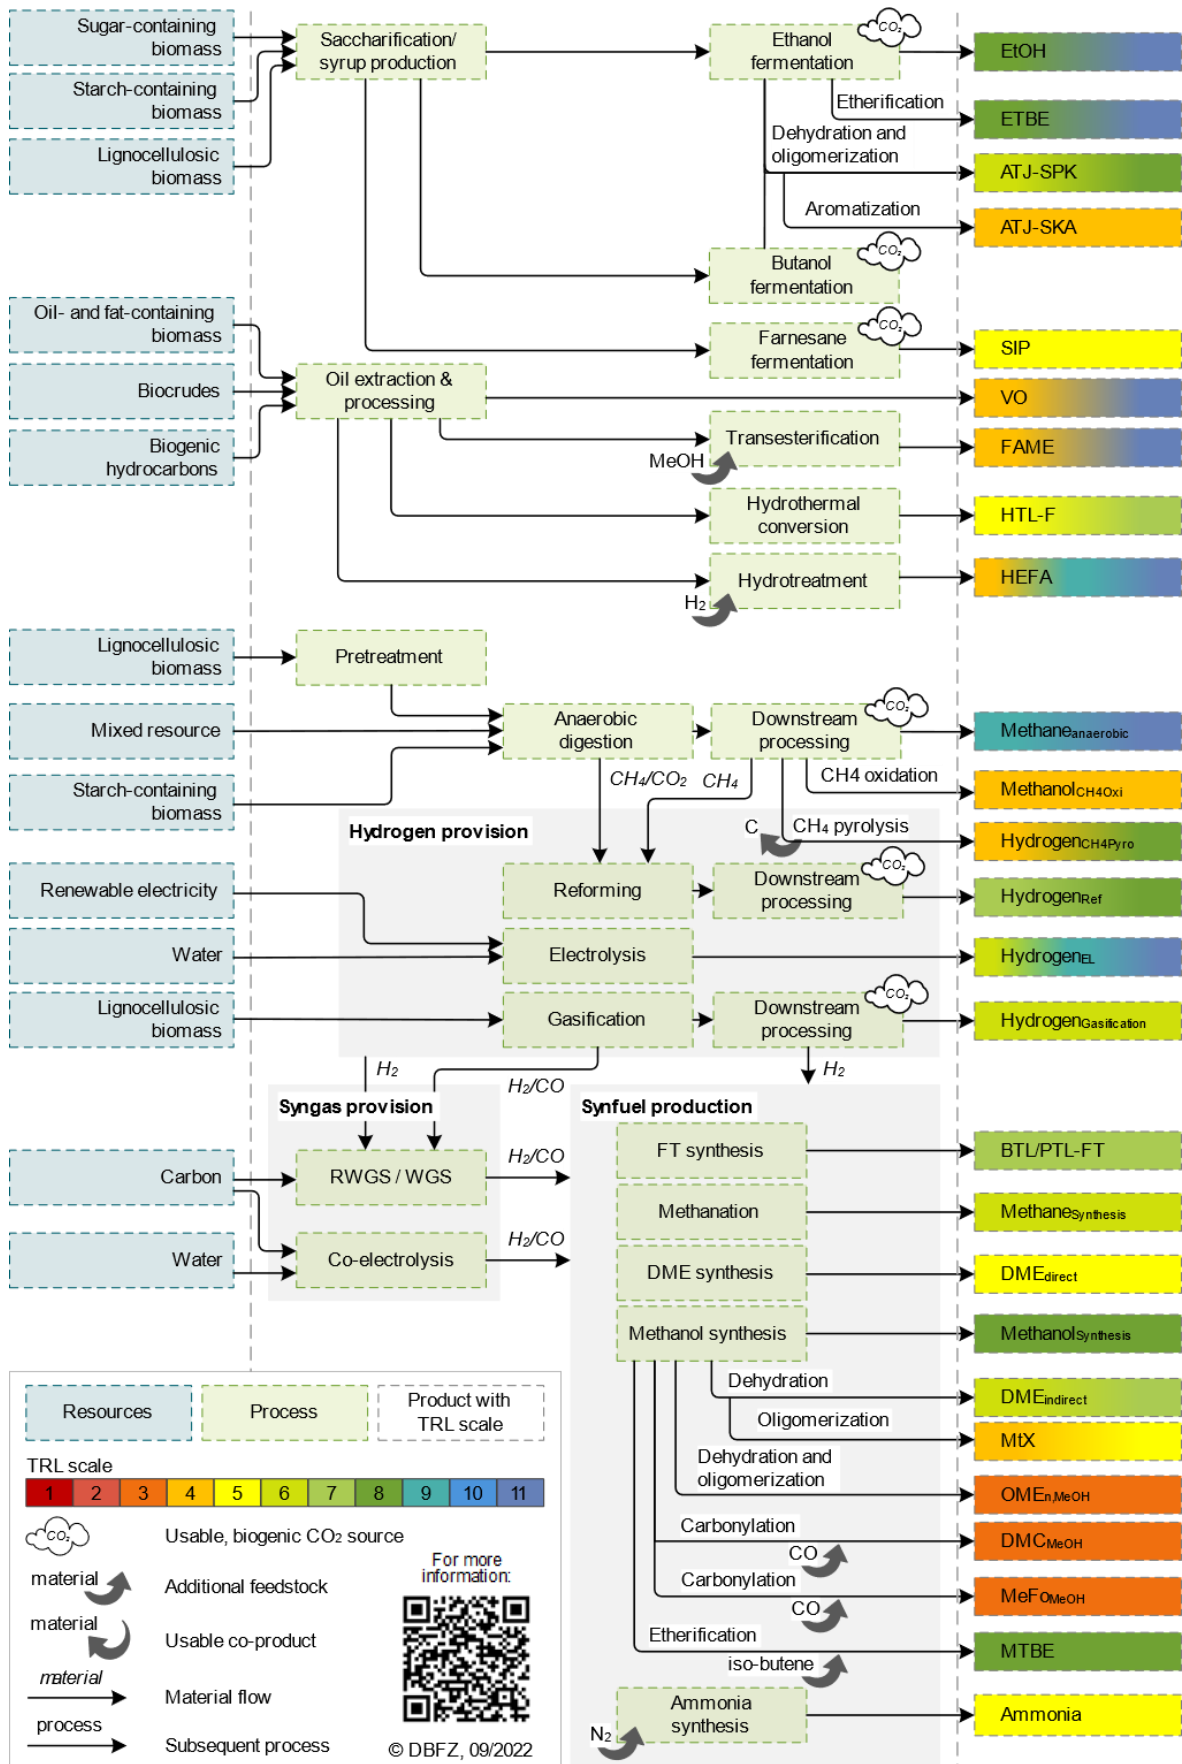 Sugar-containing
biomass
Saccharification/
syrup production
Ethanol
fermentation
CO₂
EtOH
Starch-containing
biomass
Etherification
ETBE
Dehydration and
oligomerization
Lignocellulosic
biomass
ATJ-SPK
Aromatization
ATJ-SKA
Butanol
fermentation
CO₂
Oil- and fat-containing
biomass
Farnesane
fermentation
CO₂
SIP
Biocrudes
Oil extraction &
processing
VO
Biogenic
hydrocarbons
Transesterification
MeOH
FAME
Hydrothermal
conversion
HTL-F
Hydrotreatment
H₂
HEFA
Lignocellulosic
biomass
Pretreatment
Mixed resource
Anaerobic
digestion
Downstream
processing
CO₂
Methaneanaerobic
CH₄/CO₂
CH₄
CH4 oxidation
MethanolCH4Oxi
Starch-containing
biomass
Hydrogen provision
C
CH₄ pyrolysis
HydrogenCH4Pyro
Renewable electricity
Reforming
Downstream
processing
CO₂
HydrogenRef
Water
Electrolysis
HydrogenEL
Lignocellulosic
biomass
Gasification
Downstream
processing
CO₂
HydrogenGasification
H₂
H₂/CO
H₂
Syngas provision
Synfuel production
Carbon
RWGS / WGS
H₂/CO
FT synthesis
BTL/PTL-FT
Methanation
MethaneSynthesis
Water
Co-electrolysis
H₂/CO
DME synthesis
DMEdirect
Methanol synthesis
MethanolSynthesis
Dehydration
DMEindirect
Oligomerization
MtX
Dehydration and
oligomerization
OMEn,MeOH
Carbonylation
CO
DMCMeOH
Carbonylation
CO
MeFoMeOH
Etherification
iso-butene
MTBE
Ammonia
synthesis
N₂
Ammonia
Resources
Process
Product with
TRL scale
TRL scale
1 2 3 4 5 6 7 8 9 10 11
CO₂
Usable, biogenic CO₂ source
material
Additional feedstock
material
Usable co-product
material
Material flow
process
Subsequent process
For more
information:
© DBFZ, 09/2022